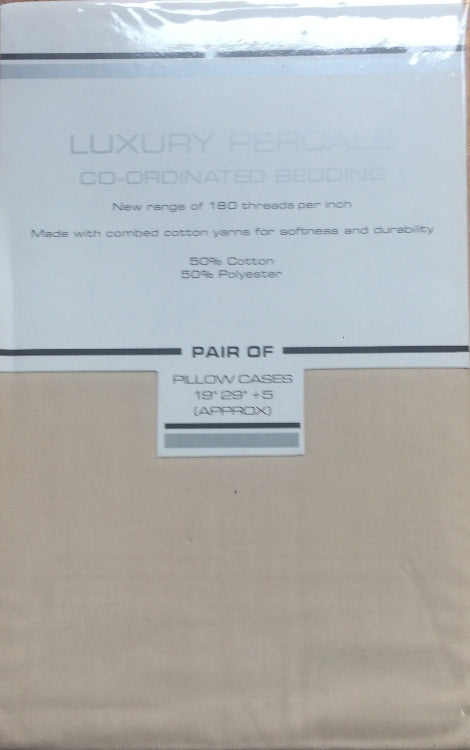 LUXURY PERCALE
CO-ORDINATED BEDDING
New range of 180 threads per inch
Made with combed cotton yarns for softness and durability
50% Cotton
50% Polyester
PAIR OF
PILLOW CASES
19" 29" +5
(APPROX)